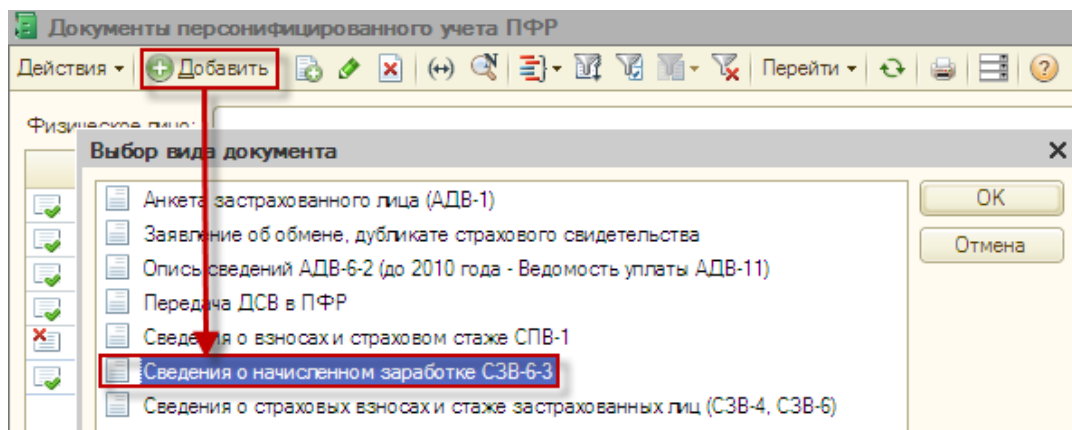 Документы персонифицированного учета ПФР
Действия Добавить Перейти
Физическое лицо:
Выбор вида документа
Анкета застрахованного лица (АДВ-1)
OK
Заявление об обмене, дубликате страхового свидетельства
Отмена
Опись сведений АДВ-6-2 (до 2010 года - Ведомость уплаты АДВ-11)
Передача ДСВ в ПФР
Сведения о взносах и страховом стаже СПВ-1
Сведения о начисленном заработке СЗВ-6-3
Сведения о страховых взносах и стаже застрахованных лиц (СЗВ-4, СЗВ-6)